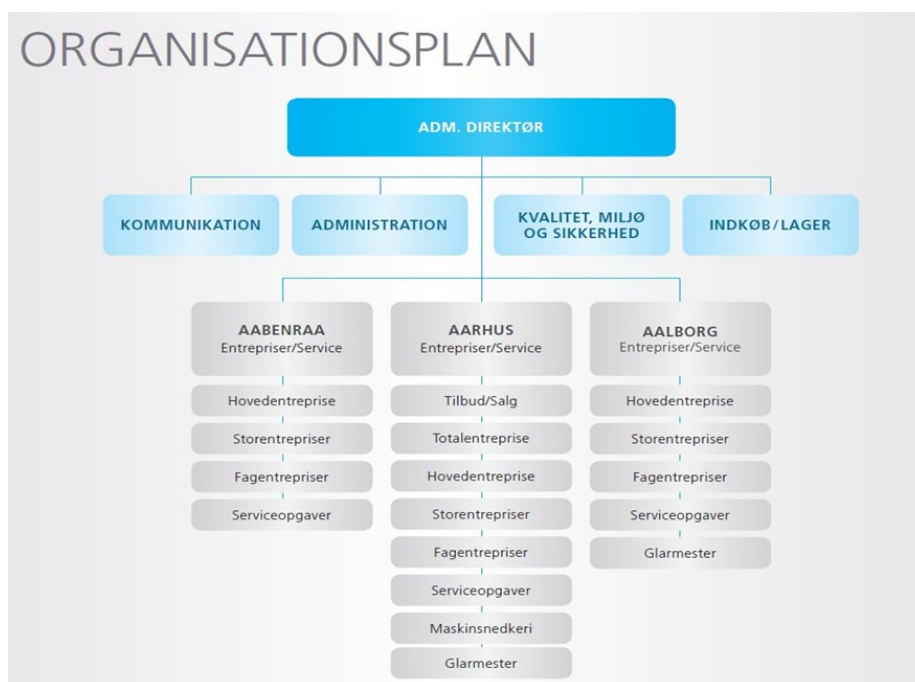 ORGANISATIONSPLAN
ADM. DIREKTØR
KOMMUNIKATION
ADMINISTRATION
KVALITET, MILJØ
OG SIKKERHED
INDKØB/LAGER
AABENRAA
Entrepriser/Service
Hovedentreprise
Storentrepriser
Fagentrepriser
Serviceopgaver
AARHUS
Entrepriser/Service
Tilbud/Salg
Totalentreprise
Hovedentreprise
Storentrepriser
Fagentrepriser
Serviceopgaver
Maskinsnedkeri
Glarmester
AALBORG
Entrepriser/Service
Hovedentreprise
Storentrepriser
Fagentrepriser
Serviceopgaver
Glarmester